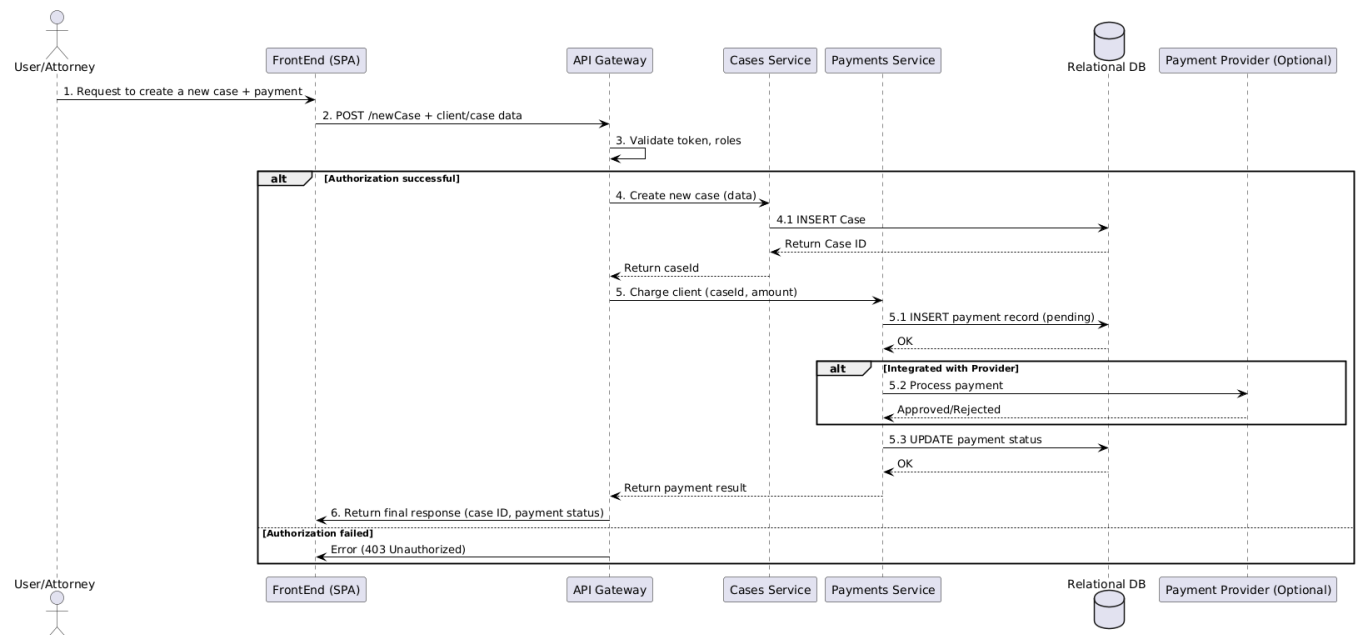 User/Attorney
FrontEnd (SPA)
API Gateway
Cases Service
Payments Service
Relational DB
Payment Provider (Optional)
1. Request to create a new case + payment
2. POST /newCase + client/case data
3. Validate token, roles
alt
[Authorization successful]
4. Create new case (data)
4.1 INSERT Case
Return Case ID
Return caseId
5. Charge client (caseId, amount)
5.1 INSERT payment record (pending)
OK
alt
[Integrated with Provider]
5.2 Process payment
Approved/Rejected
5.3 UPDATE payment status
OK
Return payment result
6. Return final response (case ID, payment status)
[Authorization failed]
Error (403 Unauthorized)
User/Attorney
FrontEnd (SPA)
API Gateway
Cases Service
Payments Service
Relational DB
Payment Provider (Optional)